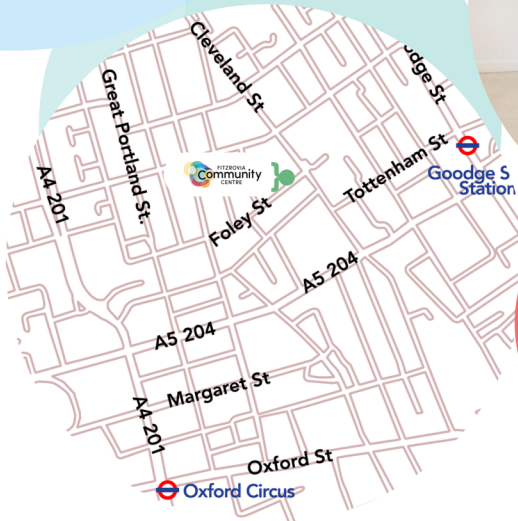 Cleveland St
odge St
Great Portland St.
A4 201
FITZROVIA
Community
CENTRE
Tottenham St
Goodge S
Station
Foley St
A5 204
A5 204
Margaret St
A4 201
Oxford St
Oxford Circus